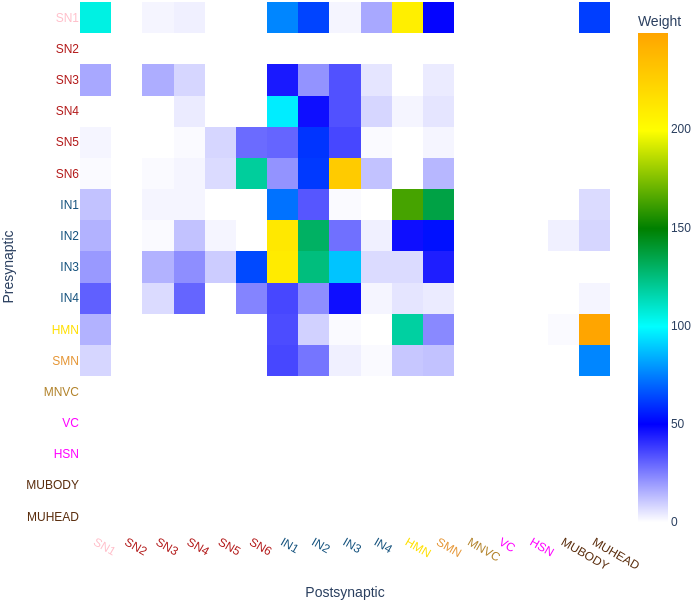 Weight
SN1
SN2
SN3
SN4
SN5
SN6
IN1
IN2
IN3
IN4
HMN
SMN
MNVC
VC
HSN
MUBODY
MUHEAD
Presynaptic
200
150
100
50
0
SN1 SN2 SN3 SN4 SN5 SN6 IN1 IN2 IN3 IN4 HMN SMN MNVC VC HSN MUBODY MUHEAD
Postsynaptic